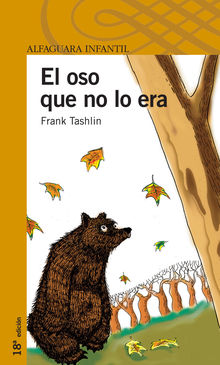 ALFAGUARA INFANTIL
El oso
que no lo era
Frank Tashlin
18ª edición